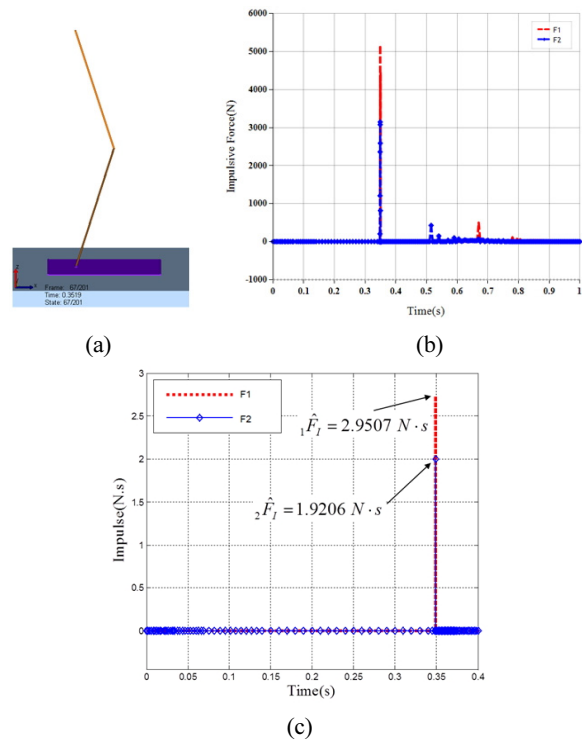 Z
X
Frame: 67/201
Time: 0.3519
State: 67/201
(a)
F1
F2
Impulsive Force(N)
6000
5000
4000
3000
2000
1000
0
-1000
0 0.1 0.2 0.3 0.4 0.5 0.6 0.7 0.8 0.9 1
Time(s)
(b)
F1
F2
₁F̂_I = 2.9507 N·s
₂F̂_I = 1.9206 N·s
Impulse(N.s)
3
2.5
2
1.5
1
0.5
0
0 0.05 0.1 0.15 0.2 0.25 0.3 0.35 0.4
Time(s)
(c)